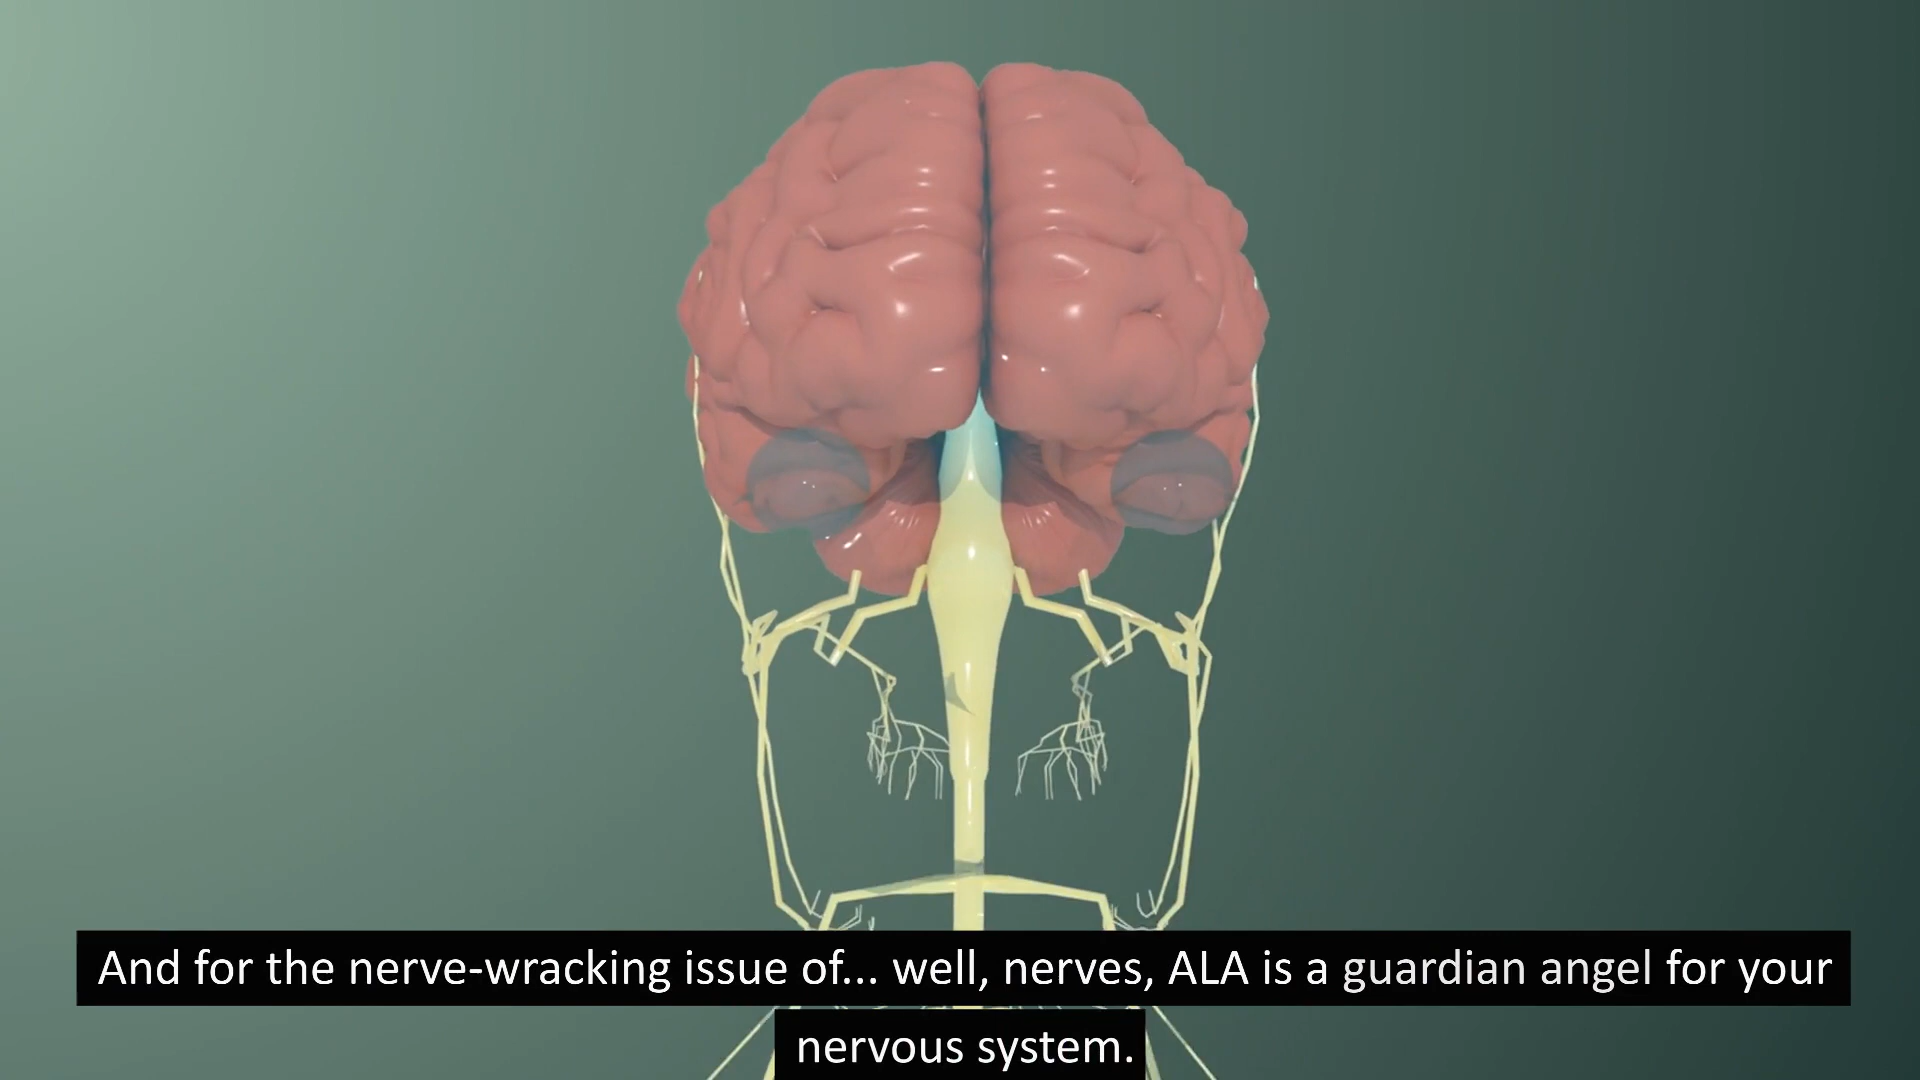 And for the nerve-wracking issue of... well, nerves, ALA is a guardian angel for your
nervous system.